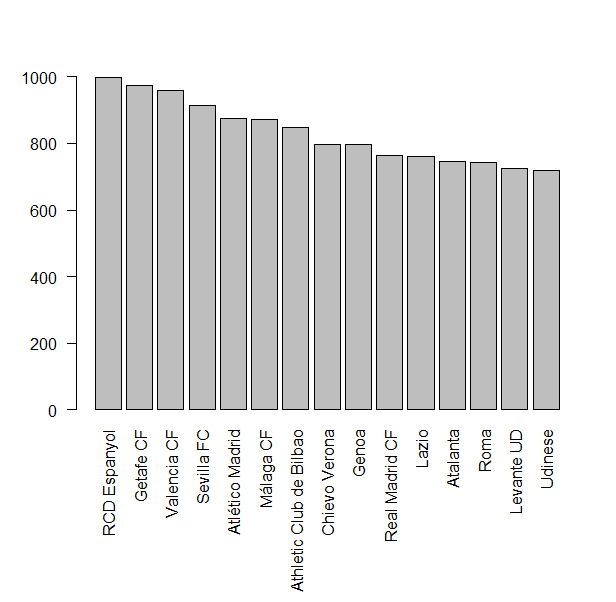 1000
800
600
400
200
0
RCD Espanyol
Getafe CF
Valencia CF
Sevilla FC
Atlético Madrid
Málaga CF
Athletic Club de Bilbao
Chievo Verona
Genoa
Real Madrid CF
Lazio
Atalanta
Roma
Levante UD
Udinese